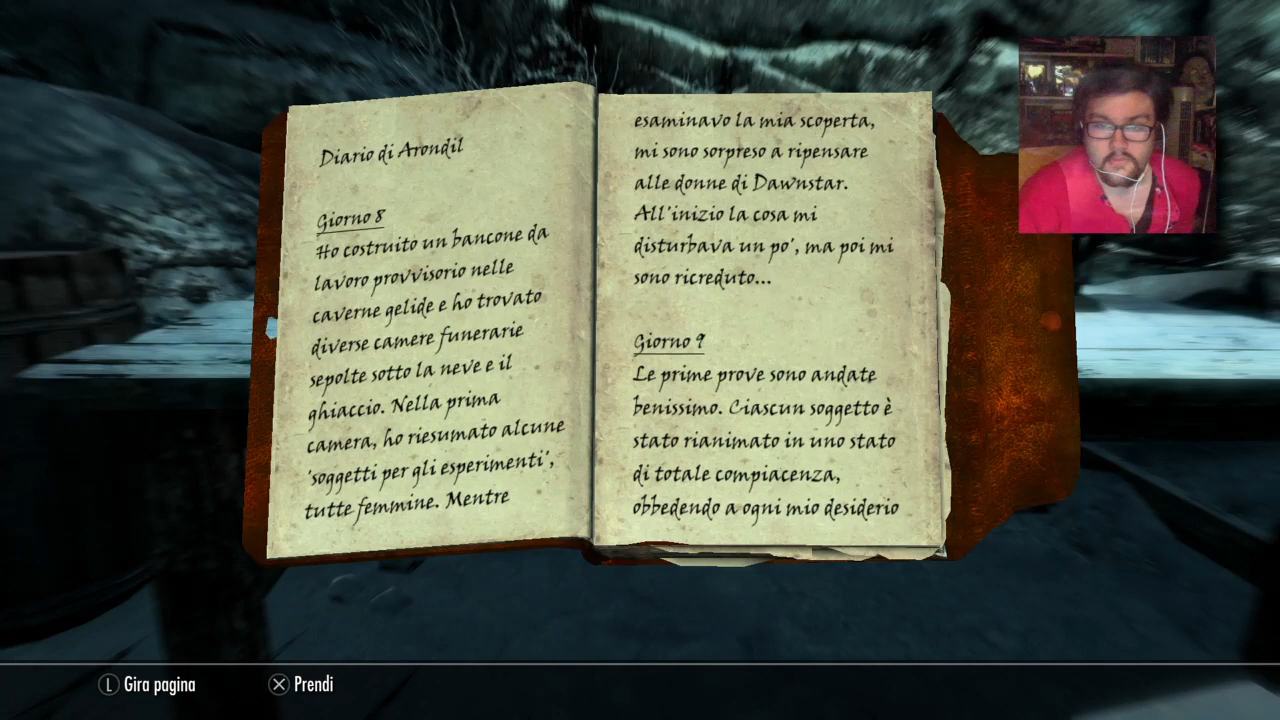 Diario di Arondil
Giorno 8
Ho costruito un bancone da
lavoro provvisorio nelle
caverne gelide e ho trovato
diverse camere funerarie
sepolte sotto la neve e il
ghiaccio. Nella prima
camera, ho riesumato alcune
'soggetti per gli esperimenti',
tutte femmine. Mentre
esaminavo la mia scoperta,
mi sono sorpreso a ripensare
alle donne di Dawnstar.
All'inizio la cosa mi
disturbava un po', ma poi mi
sono ricreduto...
Giorno 9
Le prime prove sono andate
benissimo. Ciascun soggetto è
stato rianimato in uno stato
di totale compiacenza,
obbedendo a ogni mio desiderio
L Gira pagina
X Prendi